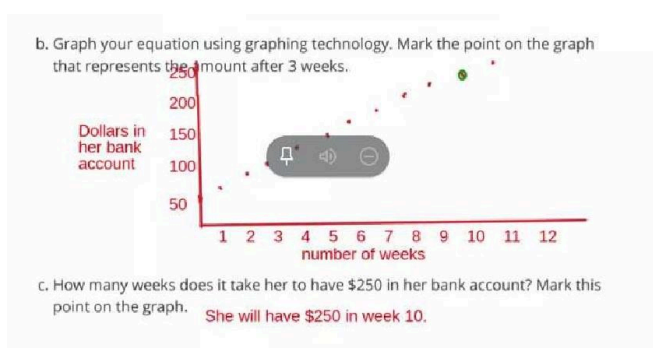 b. Graph your equation using graphing technology. Mark the point on the graph
that represents the amount after 3 weeks.
250
200
Dollars in
her bank
account
150
100
50
1 2 3 4 5 6 7 8 9 10 11 12
number of weeks
c. How many weeks does it take her to have $250 in her bank account? Mark this
point on the graph.
She will have $250 in week 10.